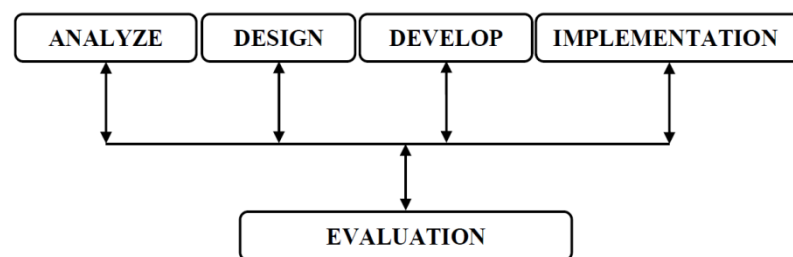 ANALYZE
DESIGN
DEVELOP
IMPLEMENTATION
EVALUATION